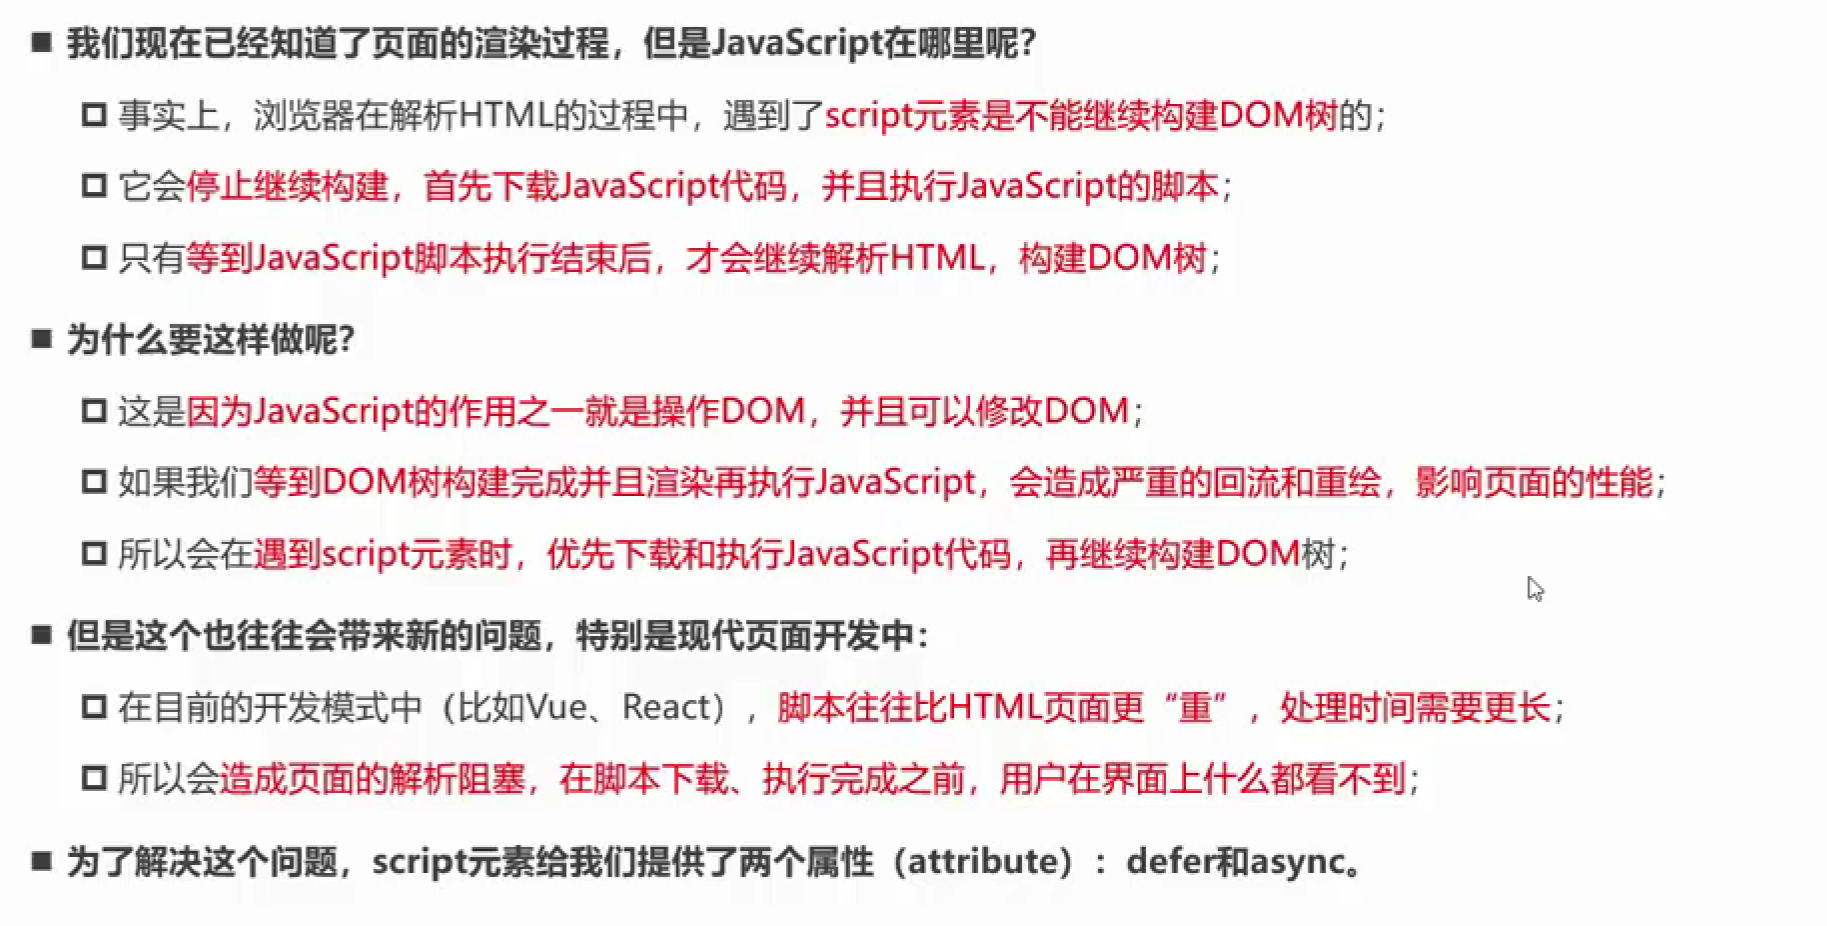 ■ 我们现在已经知道了页面的渲染过程，但是JavaScript在哪里呢？
□ 事实上，浏览器在解析HTML的过程中，遇到了script元素是不能继续构建DOM树的；
□ 它会停止继续构建，首先下载JavaScript代码，并且执行JavaScript的脚本；
□ 只有等到JavaScript脚本执行结束后，才会继续解析HTML，构建DOM树；
■ 为什么要这样做呢？
□ 这是因为JavaScript的作用之一就是操作DOM，并且可以修改DOM；
□ 如果我们等到DOM树构建完成并且渲染再执行JavaScript，会造成严重的回流和重绘，影响页面的性能；
□ 所以会在遇到script元素时，优先下载和执行JavaScript代码，再继续构建DOM树；
■ 但是这个也往往会带来新的问题，特别是现代页面开发中：
□ 在目前的开发模式中（比如Vue、React），脚本往往比HTML页面更“重”，处理时间需要更长；
□ 所以会造成页面的解析阻塞，在脚本下载、执行完成之前，用户在界面上什么都看不到；
■ 为了解决这个问题，script元素给我们提供了两个属性（attribute）：defer和async。